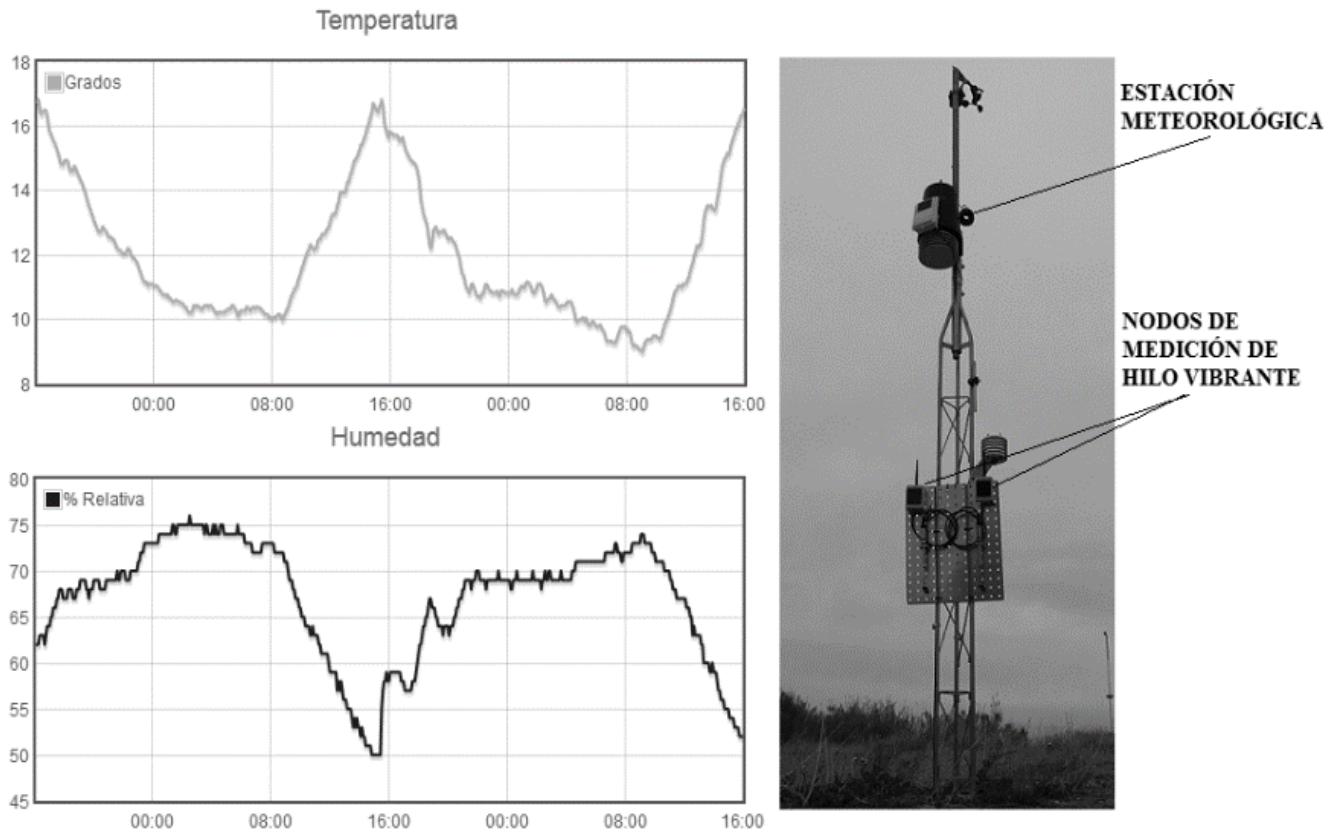 Temperatura
18
16
14
12
10
8
Grados
00:00 08:00 16:00 00:00 08:00 16:00
Humedad
80
75
70
65
60
55
50
45
% Relativa
00:00 08:00 16:00 00:00 08:00 16:00
ESTACIÓN
METEOROLÓGICA
NODOS DE
MEDICIÓN DE
HILO VIBRANTE